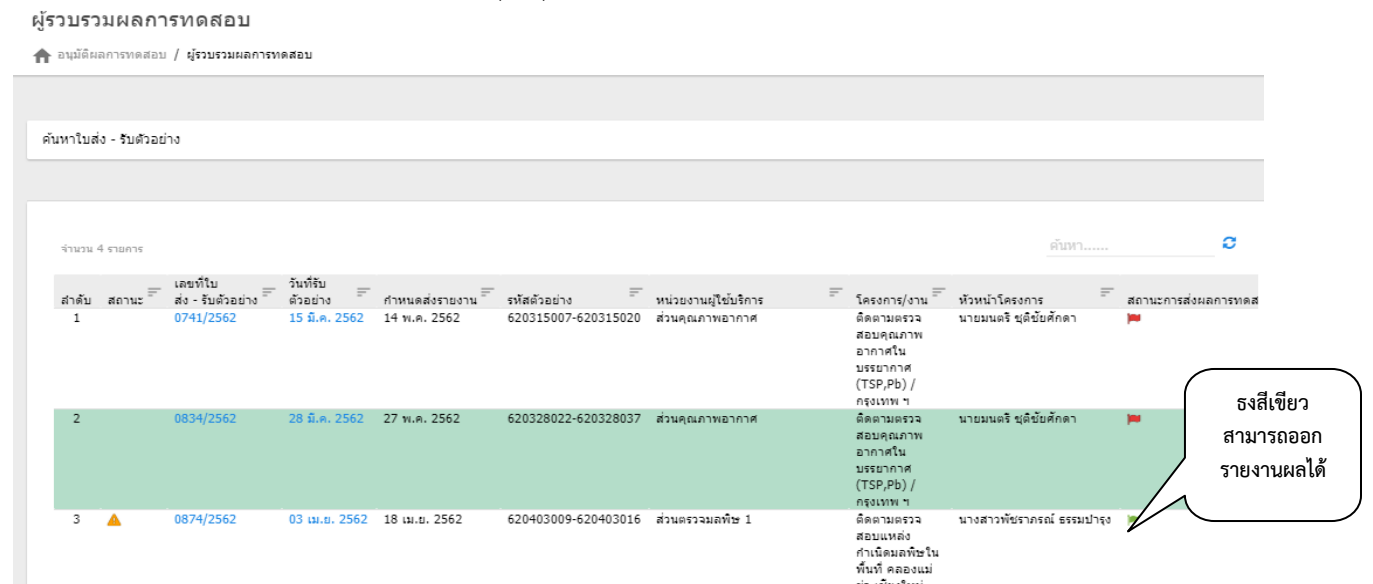 ผู้รวบรวมผลการทดสอบ
อนุมัติผลการทดสอบ / ผู้รวบรวมผลการทดสอบ
ค้นหาใบส่ง - รับตัวอย่าง
จำนวน 4 รายการ
ค้นหา......
ลำดับ สถานะ เลขที่ใบ
ส่ง - รับตัวอย่าง วันที่รับ
ตัวอย่าง กำหนดส่งรายงาน รหัสตัวอย่าง หน่วยงานผู้ใช้บริการ โครงการ/งาน หัวหน้าโครงการ สถานะการส่งผลการทดส
1 0741/2562 15 มี.ค. 2562 14 พ.ค. 2562 620315007-620315020 ส่วนคุณภาพอากาศ ติดตามตรวจ นายมนตรี ชุติชัยศักดา
สอบคุณภาพ
อากาศใน
บรรยากาศ
(TSP,Pb) /
กรุงเทพ ฯ
2 0834/2562 28 มี.ค. 2562 27 พ.ค. 2562 620328022-620328037 ส่วนคุณภาพอากาศ ติดตามตรวจ นายมนตรี ชุติชัยศักดา
สอบคุณภาพ
อากาศใน
บรรยากาศ
(TSP,Pb) /
กรุงเทพ ฯ
3 0874/2562 03 เม.ย. 2562 18 เม.ย. 2562 620403009-620403016 ส่วนตรวจมลพิษ 1 ติดตามตรวจ นางสาวพัชราภรณ์ ธรรมบำรุง
สอบแหล่ง
กำเนิดมลพิษใน
พื้นที่ คลองแม่
ธงสีเขียว
สามารถออก
รายงานผลได้